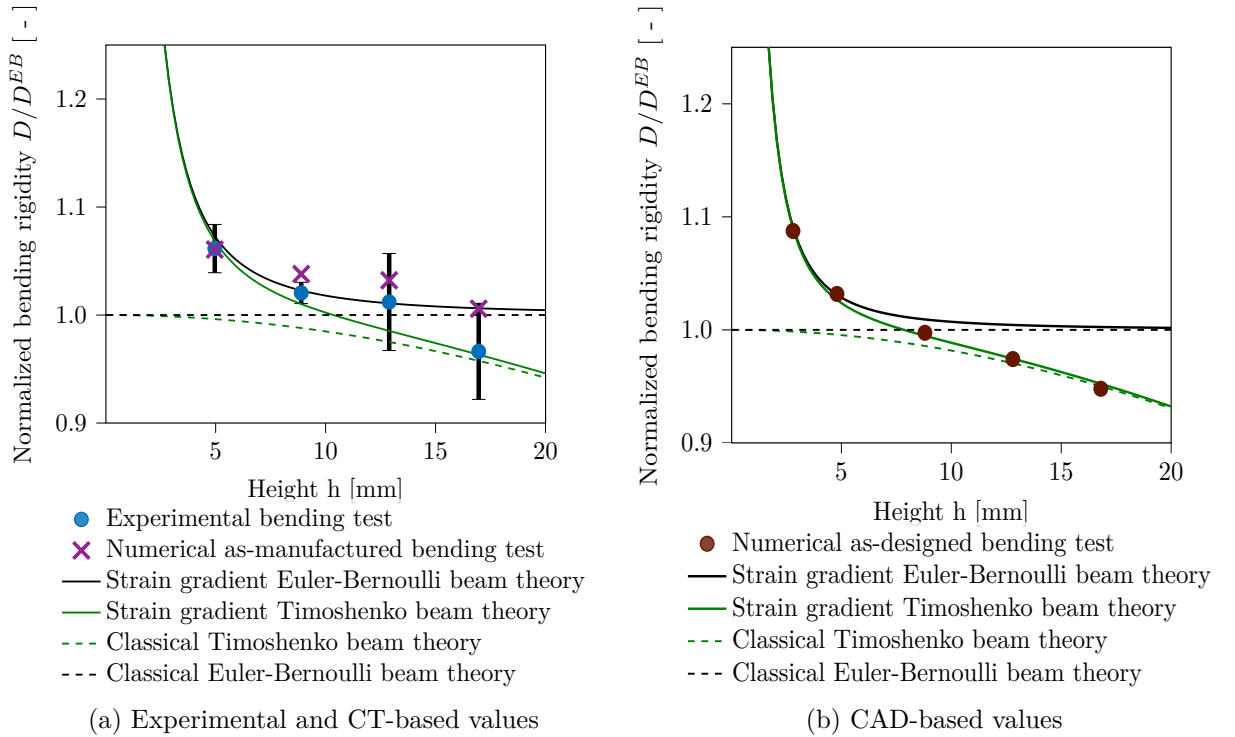 Normalized bending rigidity D/D^EB [ - ]
1.2
1.1
1.0
0.9
5 10 15 20
Height h [mm]
Experimental bending test
Numerical as-manufactured bending test
Strain gradient Euler-Bernoulli beam theory
Strain gradient Timoshenko beam theory
Classical Timoshenko beam theory
Classical Euler-Bernoulli beam theory
(a) Experimental and CT-based values
Normalized bending rigidity D/D^EB [ - ]
1.2
1.1
1.0
0.9
5 10 15 20
Height h [mm]
Numerical as-designed bending test
Strain gradient Euler-Bernoulli beam theory
Strain gradient Timoshenko beam theory
Classical Timoshenko beam theory
Classical Euler-Bernoulli beam theory
(b) CAD-based values